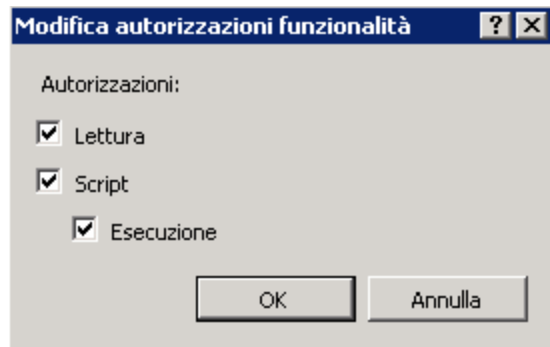 Modifica autorizzazioni funzionalità
Autorizzazioni:
Lettura
Script
Esecuzione
OK Annulla